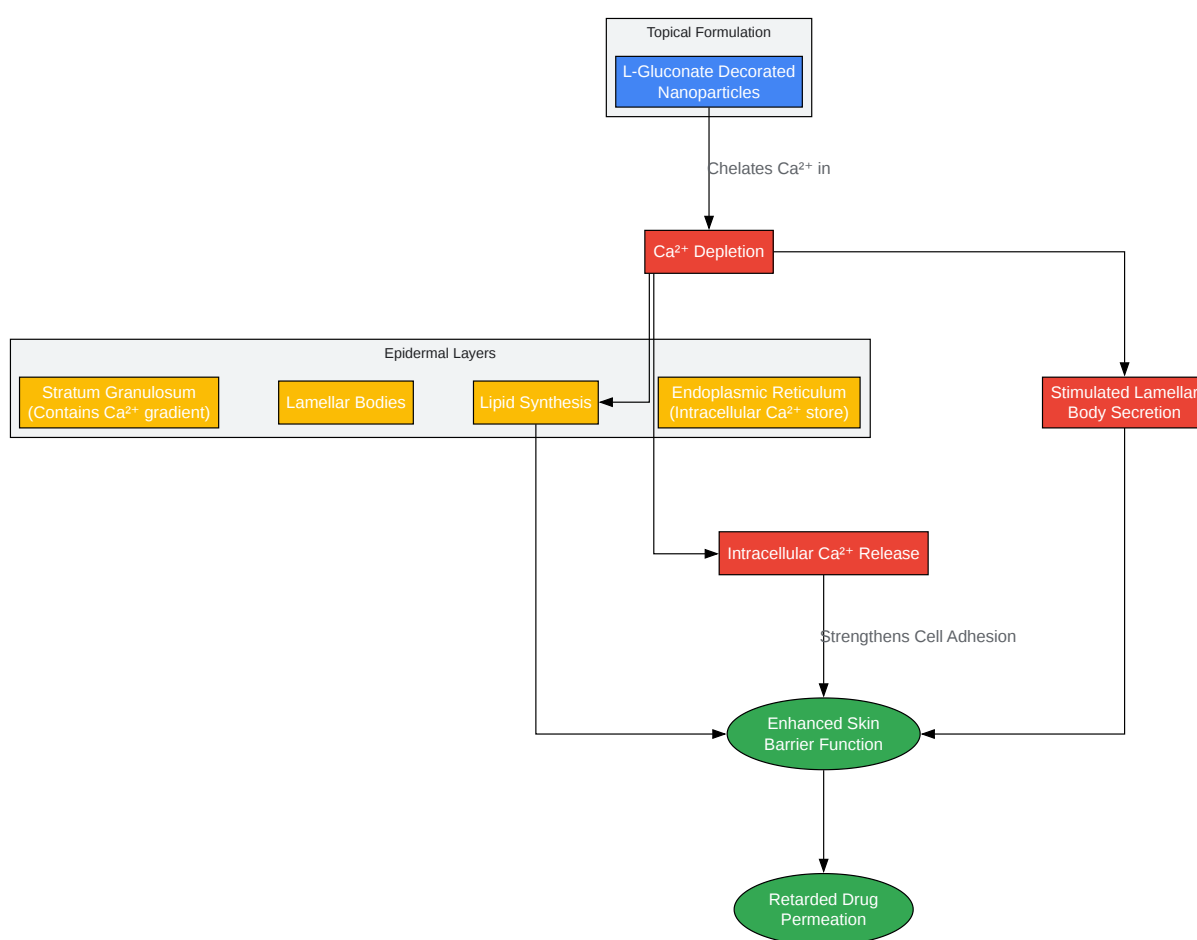 Topical Formulation
L-Gluconate Decorated
Nanoparticles
Chelates Ca²⁺ in
Ca²⁺ Depletion
Epidermal Layers
Stratum Granulosum
(Contains Ca²⁺ gradient)
Lamellar Bodies
Lipid Synthesis
Endoplasmic Reticulum
(Intracellular Ca²⁺ store)
Stimulated Lamellar
Body Secretion
Intracellular Ca²⁺ Release
Strengthens Cell Adhesion
Enhanced Skin
Barrier Function
Retarded Drug
Permeation